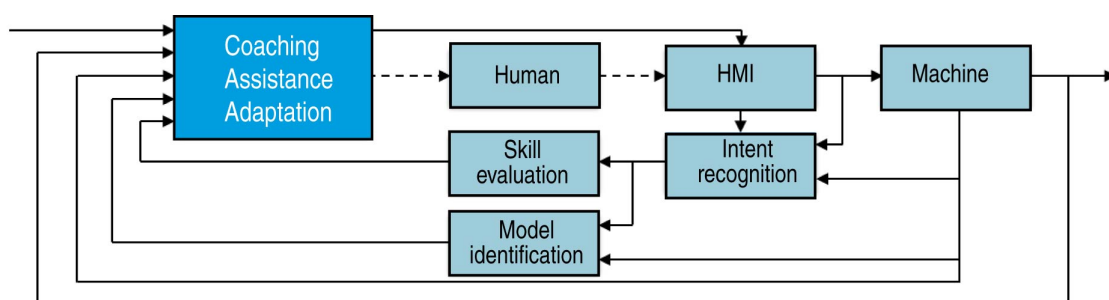 Coaching
Assistance
Adaptation
Human
HMI
Machine
Skill
evaluation
Intent
recognition
Model
identification